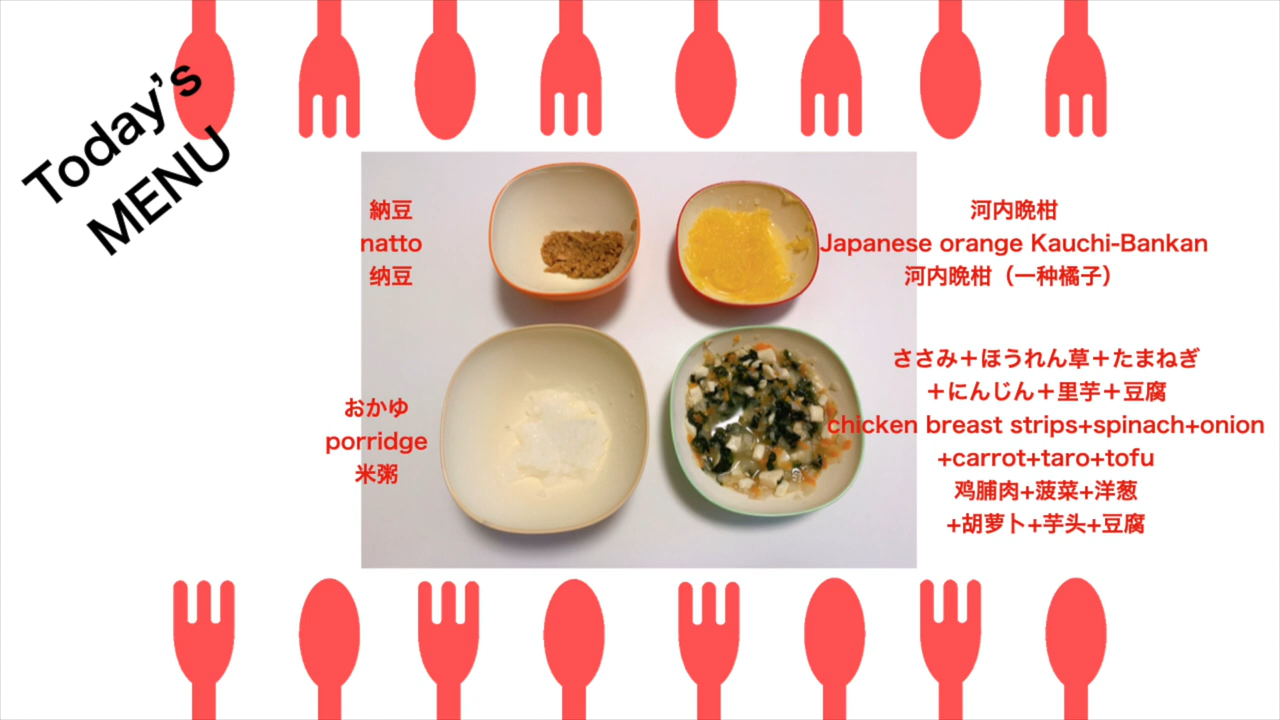 Today's
MENU
納豆
natto
纳豆
河内晩柑
Japanese orange Kauchi-Bankan
河内晚柑（一种橘子）
おかゆ
porridge
米粥
ささみ＋ほうれん草＋たまねぎ
＋にんじん＋里芋＋豆腐
chicken breast strips+spinach+onion
+carrot+taro+tofu
鸡脯肉+菠菜+洋葱
+胡萝卜+芋头+豆腐